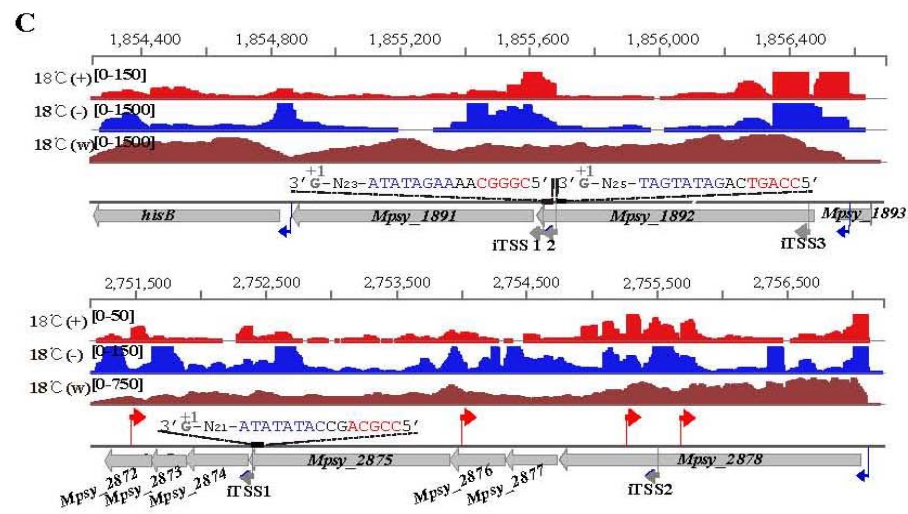 C
1,854,400 1,854,800 1,855,200 1,855,600 1,856,000 1,856,400
18℃(+) [0-150]
18℃(-) [0-1500]
18℃(w) [0-1500]
+1 +1
3'G-N23-ATATAGAAAACGGGC5' 3'G-N25-TAGTATAGACTGACC5'
hisB Mpsy_1891 Mpsy_1892 Mpsy_1893
iTSS 1 2 iTSS3
2,751,500 2,752,500 2,753,500 2,754,500 2,755,500 2,756,500
18℃(+) [0-50]
18℃(-) [0-150]
18℃(w) [0-750]
+1
3'G-N21-ATATATACCGACGCC5'
Mpsy_2872 Mpsy_2873 Mpsy_2874 Mpsy_2875 Mpsy_2876 Mpsy_2877 Mpsy_2878
iTSS1 iTSS2